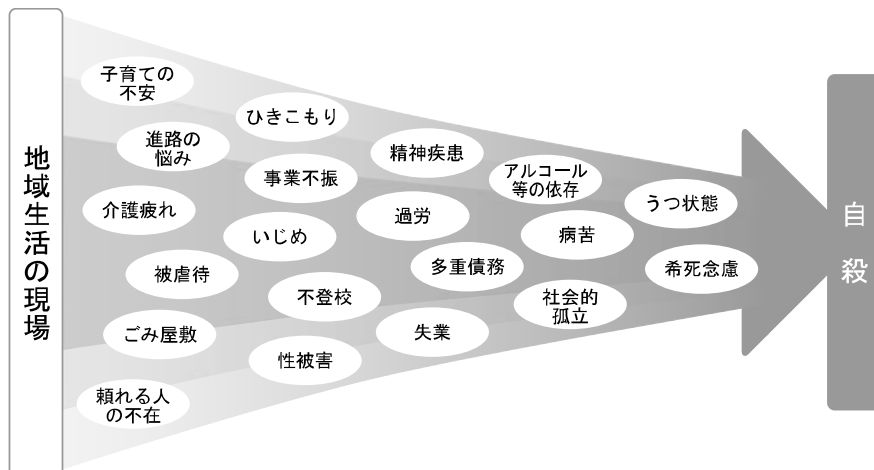 地域生活の現場
子育ての
不安
進路の
悩み
介護疲れ
被虐待
ごみ屋敷
頼れる人
の不在
ひきこもり
事業不振
いじめ
不登校
性被害
精神疾患
過労
多重債務
失業
アルコール
等の依存
病苦
社会的
孤立
うつ状態
希死念慮
自殺